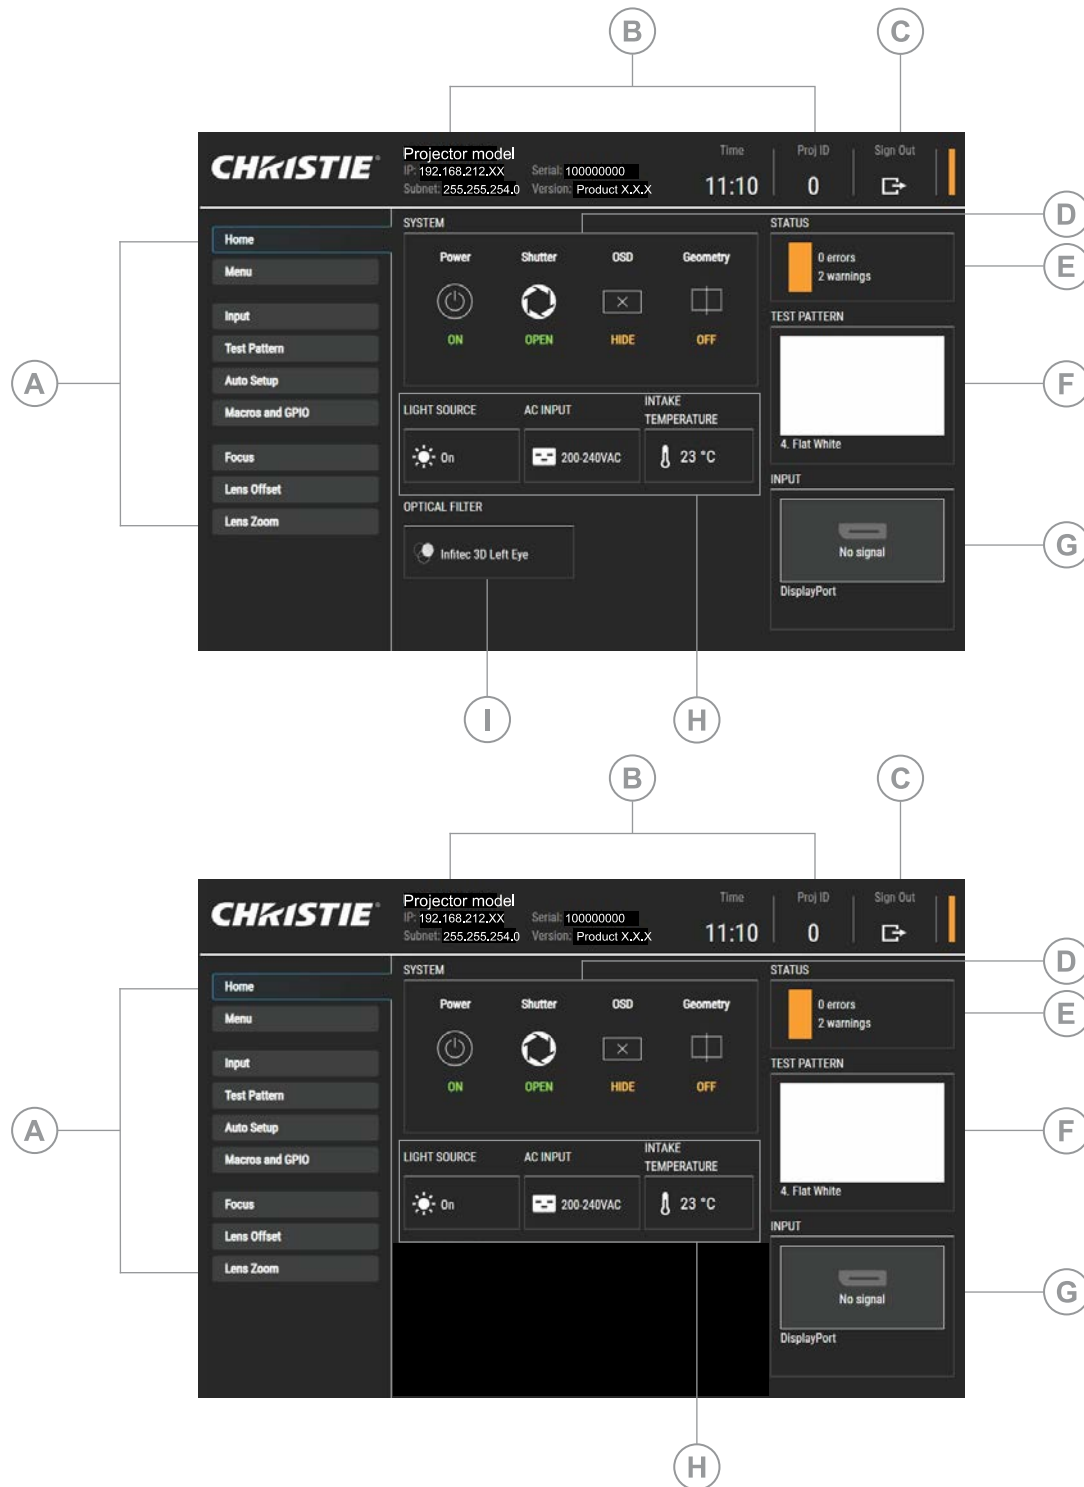 B
C
CHRISTIE
Projector model
IP: 192.168.212.XX Serial: 100000000
Subnet: 255.255.254.0 Version: Product X.X.X
Time
11:10
Proj ID
0
Sign Out
A
Home
Menu
Input
Test Pattern
Auto Setup
Macros and GPIO
Focus
Lens Offset
Lens Zoom
SYSTEM
Power Shutter OSD Geometry
ON OPEN HIDE OFF
LIGHT SOURCE
On
AC INPUT
200-240VAC
INTAKE
TEMPERATURE
23 °C
OPTICAL FILTER
Infitec 3D Left Eye
STATUS
0 errors
2 warnings
TEST PATTERN
4. Flat White
INPUT
No signal
DisplayPort
D
E
F
G
I
H
B
C
CHRISTIE
Projector model
IP: 192.168.212.XX Serial: 100000000
Subnet: 255.255.254.0 Version: Product X.X.X
Time
11:10
Proj ID
0
Sign Out
A
Home
Menu
Input
Test Pattern
Auto Setup
Macros and GPIO
Focus
Lens Offset
Lens Zoom
SYSTEM
Power Shutter OSD Geometry
ON OPEN HIDE OFF
LIGHT SOURCE
On
AC INPUT
200-240VAC
INTAKE
TEMPERATURE
23 °C
STATUS
0 errors
2 warnings
TEST PATTERN
4. Flat White
INPUT
No signal
DisplayPort
D
E
F
G
H